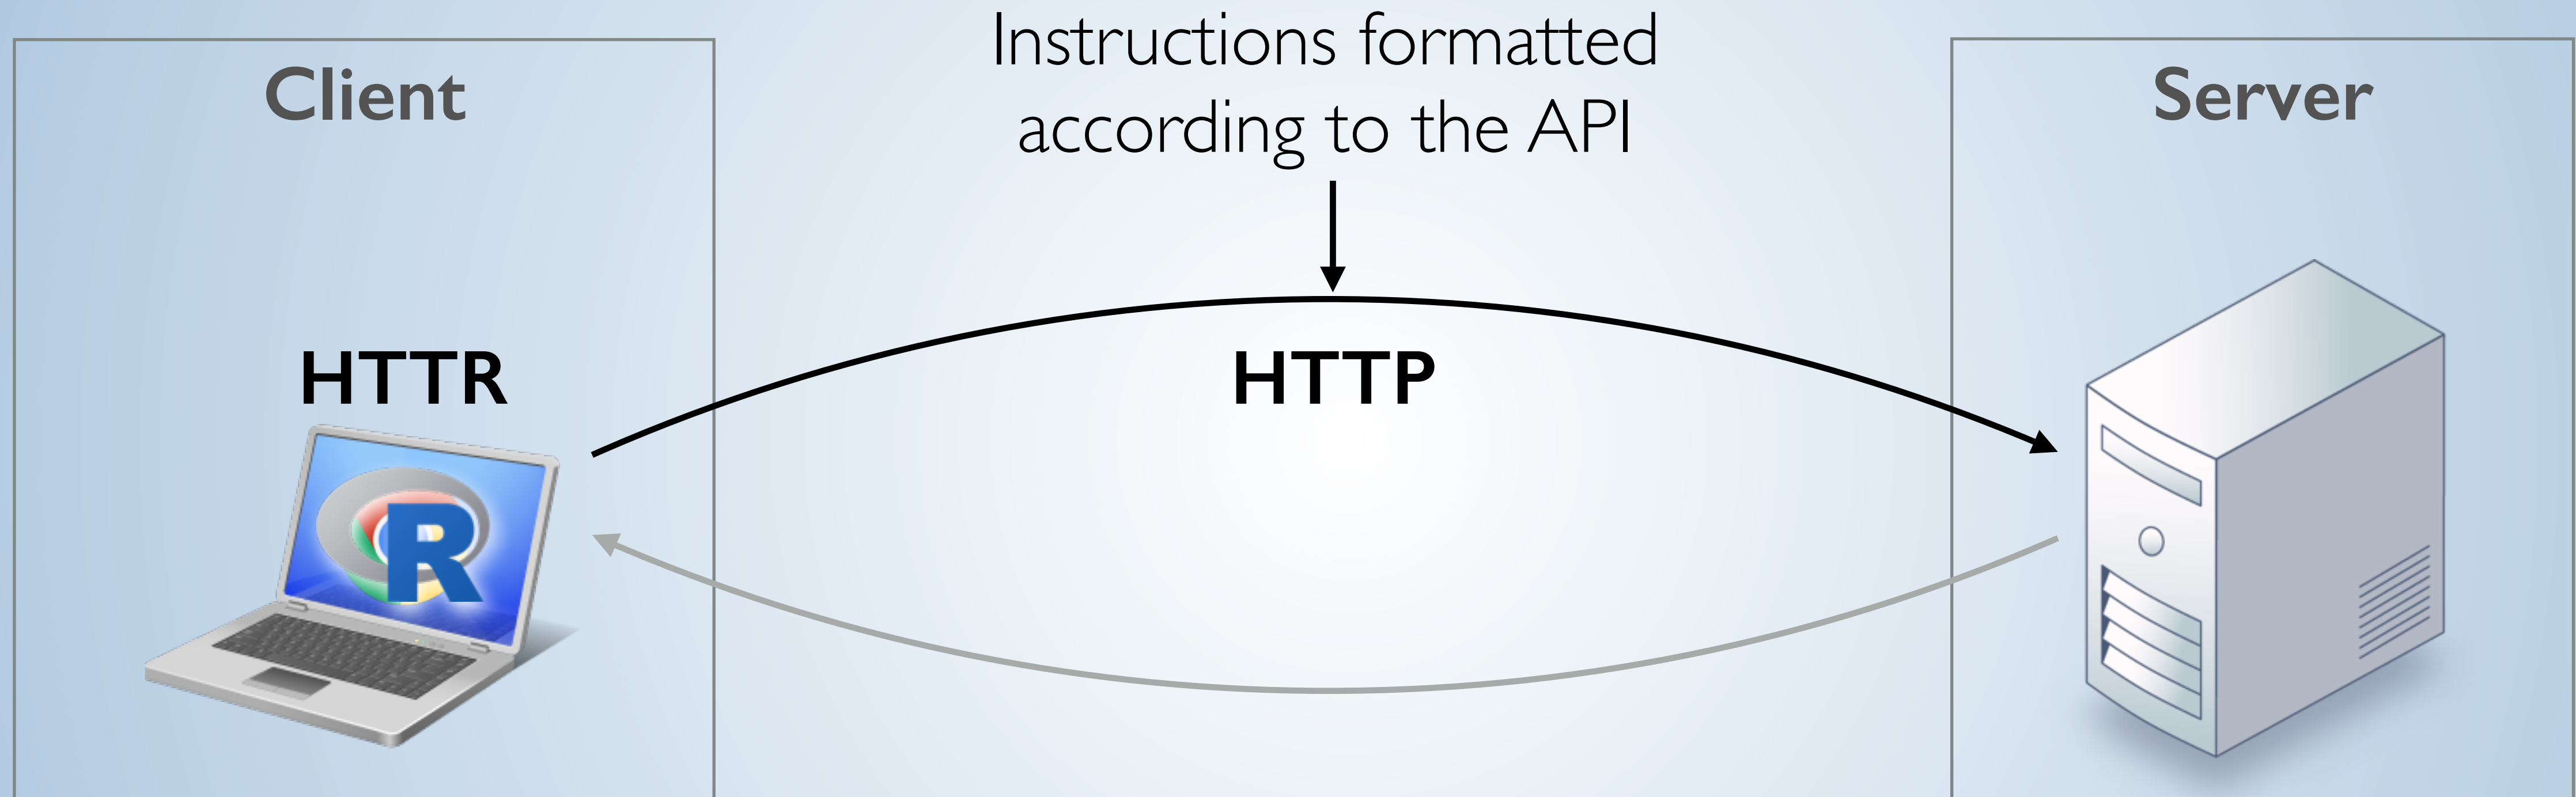 Instructions formatted
according to the API
Client
Server
HTTR
HTTP
R